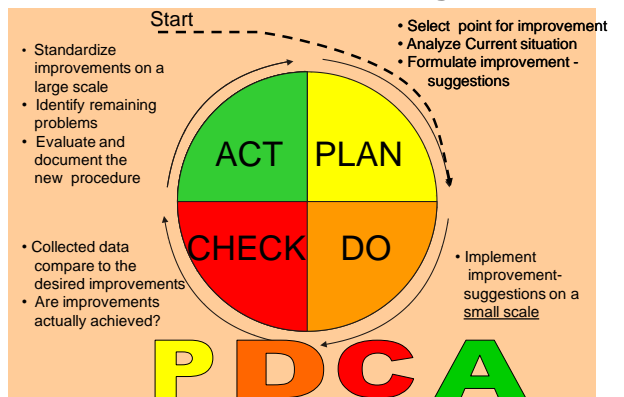 Start
• Select point for improvement
• Analyze Current situation
• Formulate improvement -
suggestions
• Standardize
improvements on a
large scale
• Identify remaining
problems
• Evaluate and
document the
new procedure
ACT
PLAN
CHECK
DO
• Collected data
compare to the
desired improvements
• Are improvements
actually achieved?
• Implement
improvement-
suggestions on a
small scale
P D C A